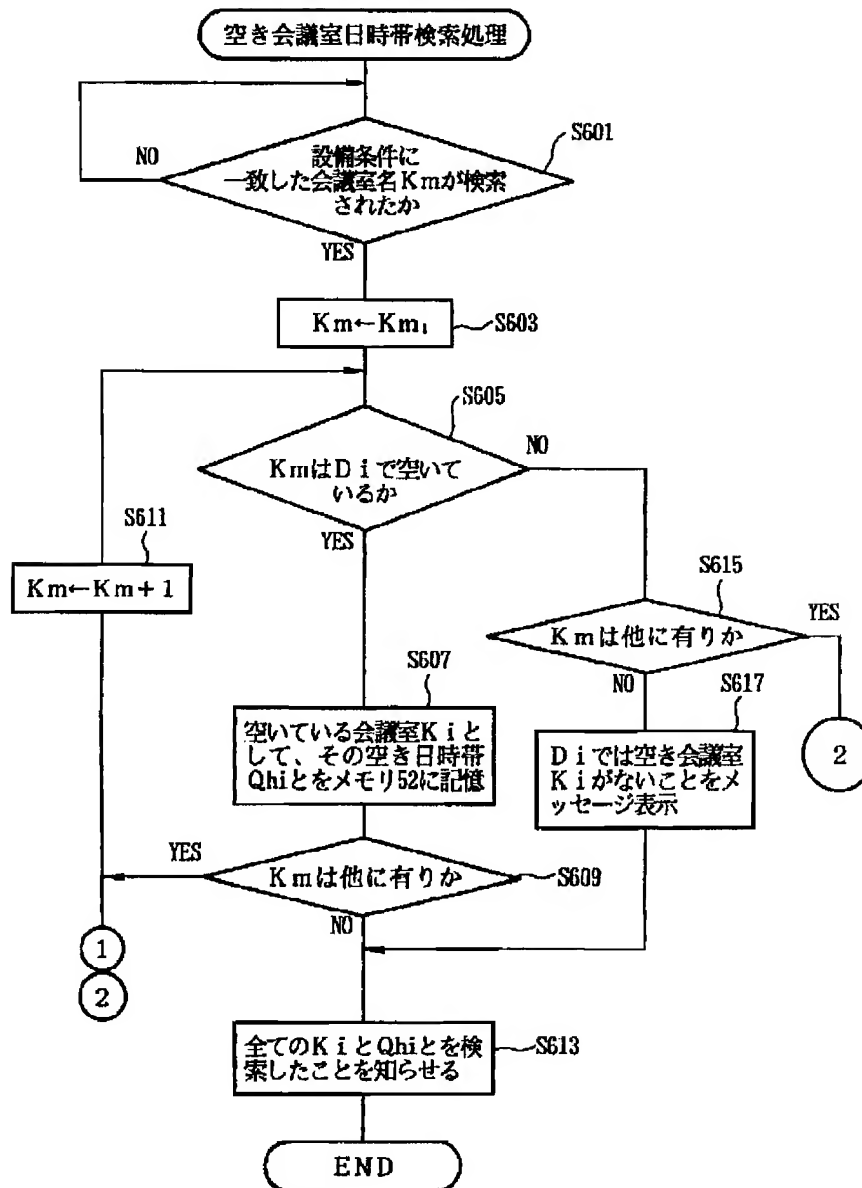 空き会議室日時帯検索処理
S601
NO
設備条件に
一致した会議室名Kmが検索
されたか
YES
Km←Km₁
S603
S605
NO
KmはDiで空いて
いるか
YES
S611
Km←Km+1
S615
YES
Kmは他に有りか
NO
S607
空いている会議室Kiと
して、その空き日時帯
Qhiとをメモリ52に記憶
S617
Diでは空き会議室
Kiがないことをメ
ッセージ表示
2
YES
Kmは他に有りか
S609
NO
1
2
全てのKiとQhiとを検
索したことを知らせる
S613
END